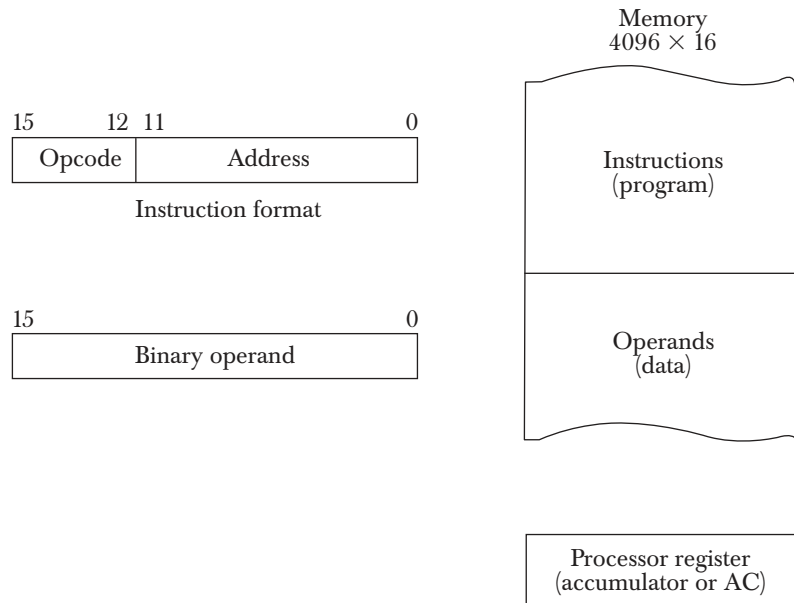 Memory
4096 × 16
15 12 11 0
Opcode Address
Instruction format
Instructions
(program)
15 0
Binary operand
Operands
(data)
Processor register
(accumulator or AC)